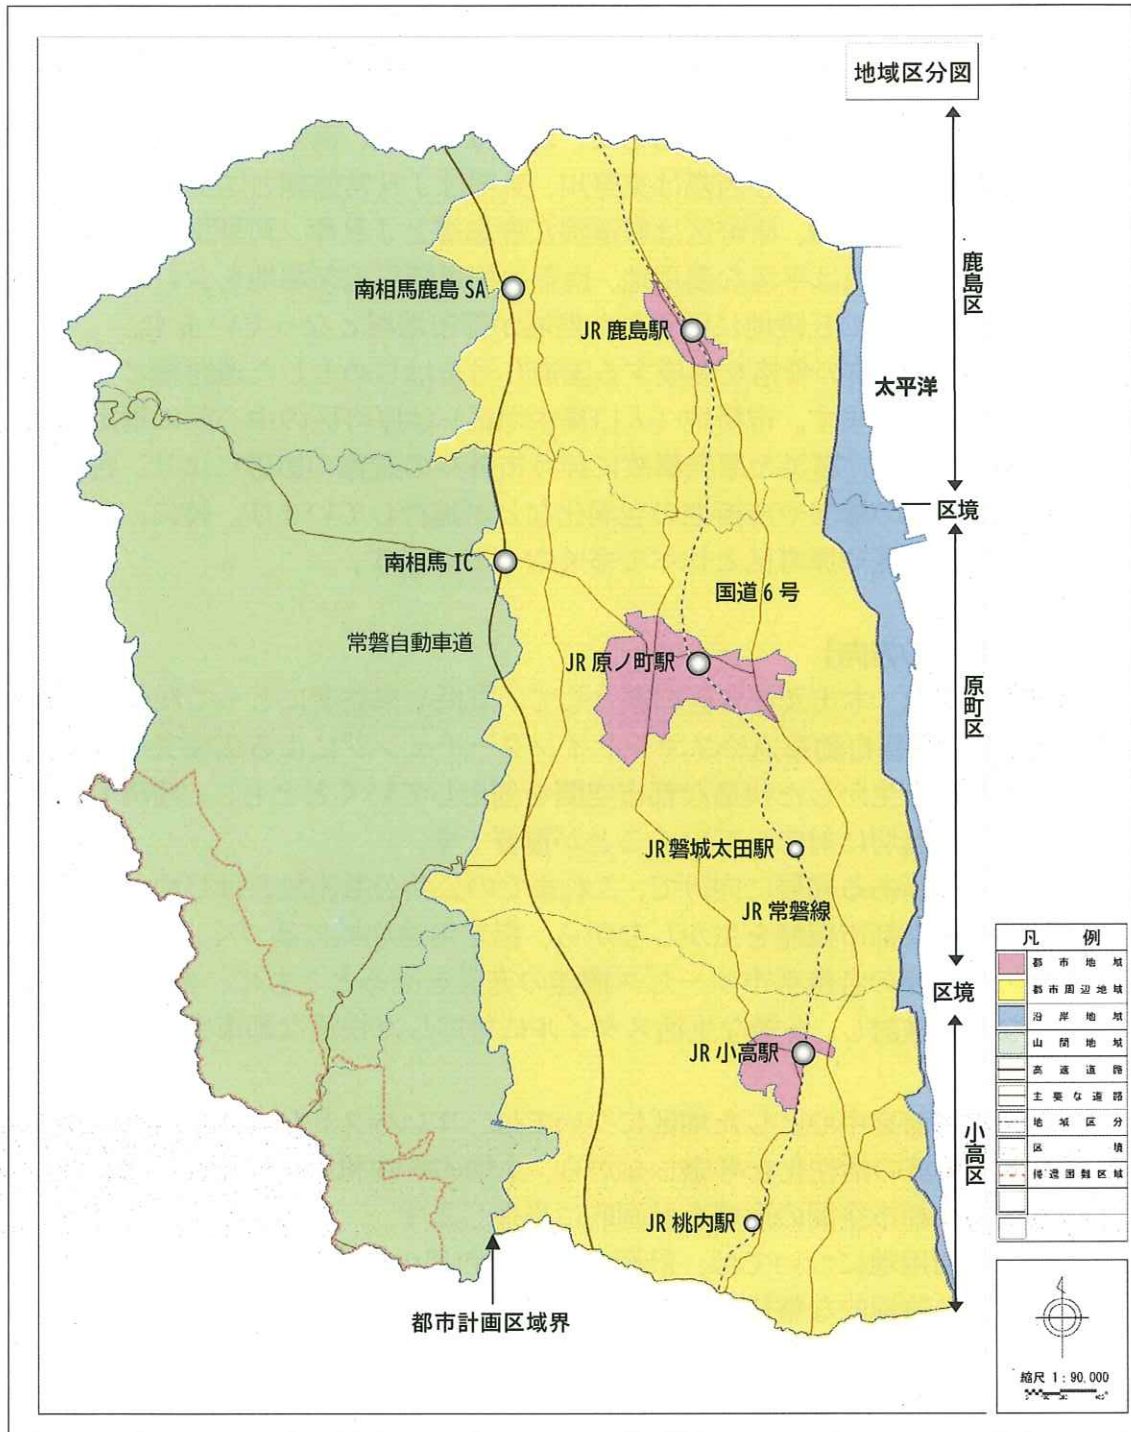 地域区分図
鹿島区
南相馬鹿島 SA
JR 鹿島駅
太平洋
区境
南相馬 IC
国道 6 号
常磐自動車道
JR 原ノ町駅
原町区
JR 磐城太田駅
JR 常磐線
区境
JR 小高駅
小高区
JR 桃内駅
都市計画区域界
凡 例
都市地域
都市周辺地域
沿岸地域
山間地域
高速道路
主要な道路
地域区分
区境
帰還困難区域
縮尺 1：90,000